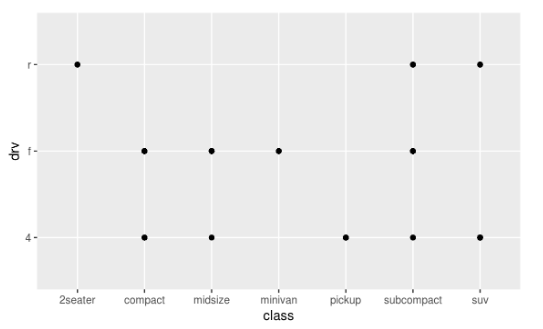 r
f
4
drv
2seater compact midsize minivan pickup subcompact suv
class